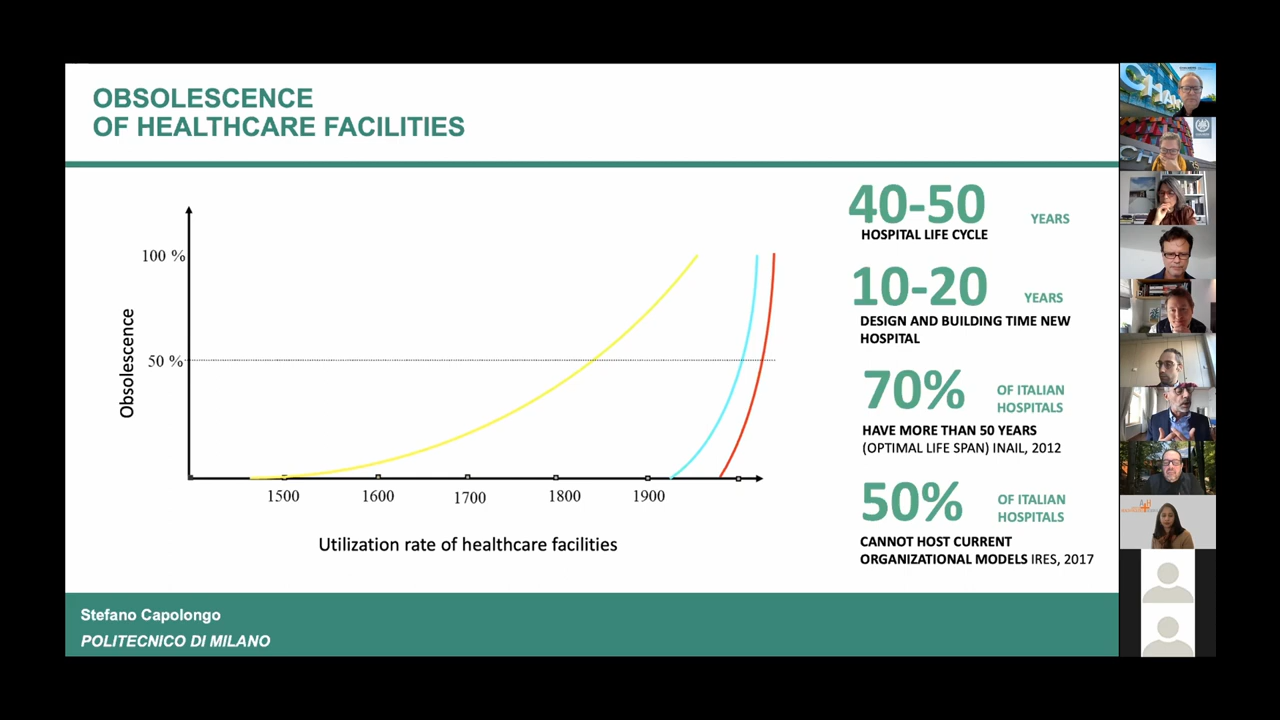 OBSOLESCENCE
OF HEALTHCARE FACILITIES
100 %
50 %
Obsolescence
1500
1600
1700
1800
1900
Utilization rate of healthcare facilities
40-50 YEARS
HOSPITAL LIFE CYCLE
10-20 YEARS
DESIGN AND BUILDING TIME NEW
HOSPITAL
70% OF ITALIAN
HOSPITALS
HAVE MORE THAN 50 YEARS
(OPTIMAL LIFE SPAN) INAIL, 2012
50% OF ITALIAN
HOSPITALS
CANNOT HOST CURRENT
ORGANIZATIONAL MODELS IRES, 2017
Stefano Capolongo
POLITECNICO DI MILANO